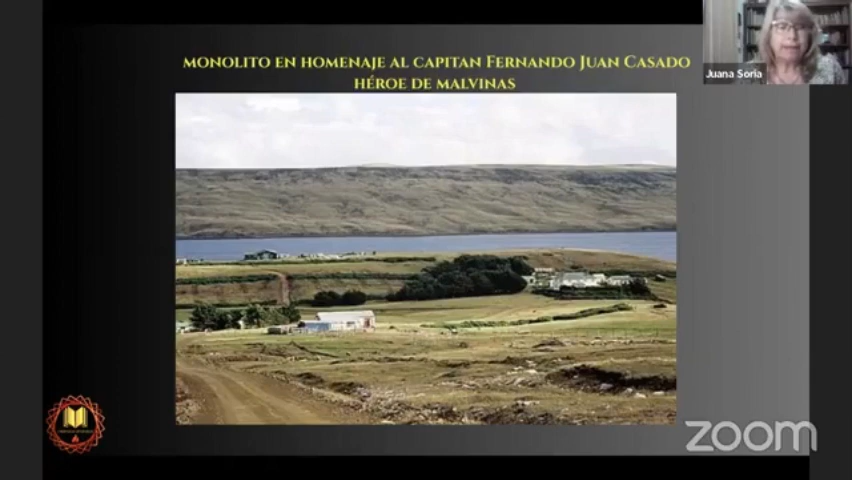 MONOLITO EN HOMENAJE AL CAPITAN FERNANDO JUAN CASADO
HÉROE DE MALVINAS
Juana Soria
zoom